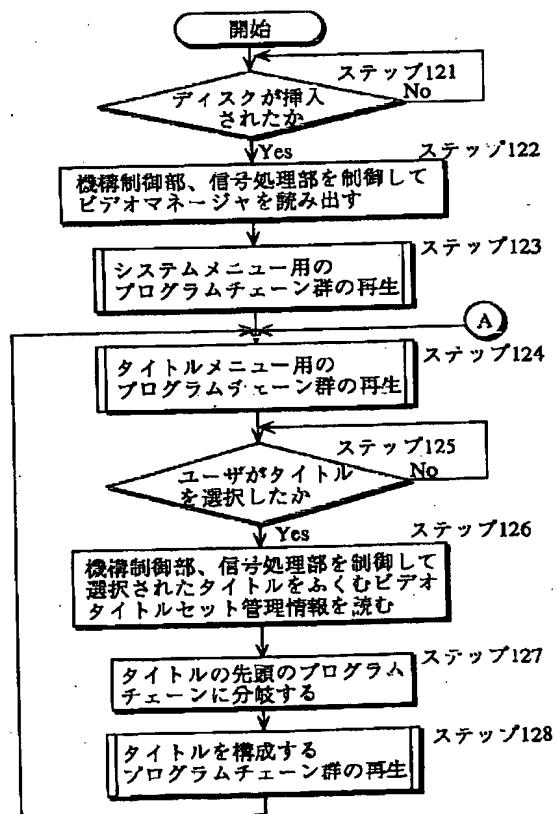 開始
ステップ121
ディスクが挿入
されたか
No
Yes
ステップ122
機構制御部、信号処理部を制御して
ビデオマネージャを読み出す
ステップ123
システムメニュー用の
プログラムチェーン群の再生
A
ステップ124
タイトルメニュー用の
プログラムチェーン群の再生
ステップ125
ユーザがタイトル
を選択したか
No
Yes
ステップ126
機構制御部、信号処理部を制御して
選択されたタイトルをふくむビデオ
タイトルセット管理情報を読む
ステップ127
タイトルの先頭のプログラム
チェーンに分岐する
ステップ128
タイトルを構成する
プログラムチェーン群の再生